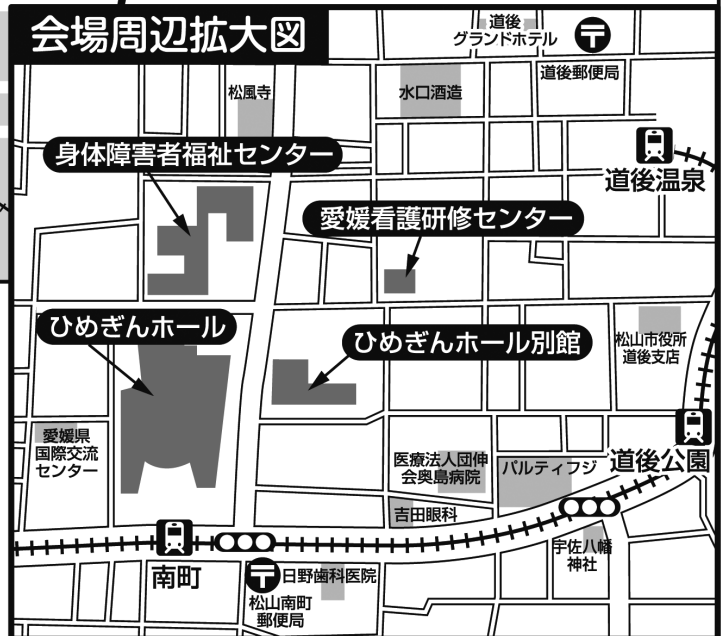 会場周辺拡大図
道後
グランドホテル
道後郵便局
松風寺
水口酒造
身体障害者福祉センター
道後温泉
愛媛看護研修センター
ひめぎんホール
ひめぎんホール別館
松山市役所
道後支店
愛媛県
国際交流
センター
医療法人団伸
会奥島病院
パルティフジ
道後公園
吉田眼科
宇佐八幡
神社
南町
日野歯科医院
松山南町
郵便局